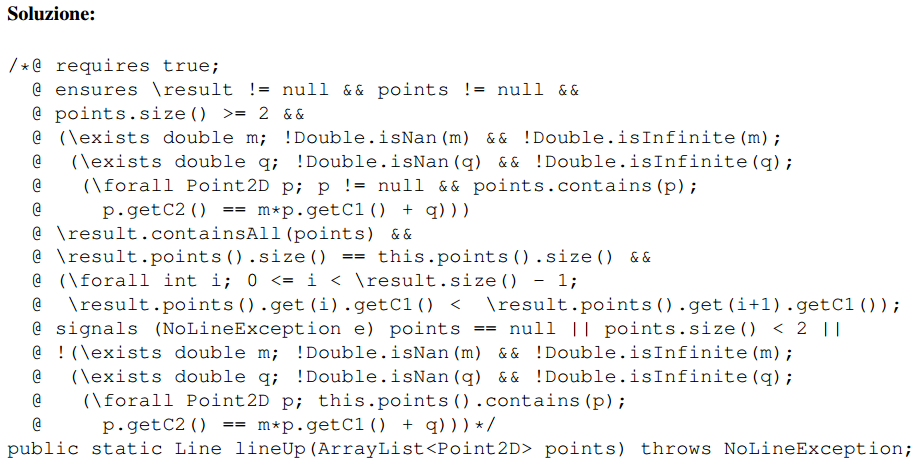 Soluzione:
/*@ requires true;
@ ensures \result != null && points != null &&
@ points.size() >= 2 &&
@ (\exists double m; !Double.isNan(m) && !Double.isInfinite(m);
@ (\exists double q; !Double.isNan(q) && !Double.isInfinite(q);
@ (\forall Point2D p; p != null && points.contains(p);
@ p.getC2() == m*p.getC1() + q)))
@ \result.containsAll(points) &&
@ \result.points().size() == this.points().size() &&
@ (\forall int i; 0 <= i < \result.size() - 1;
@ \result.points().get(i).getC1() < \result.points().get(i+1).getC1());
@ signals (NoLineException e) points == null || points.size() < 2 ||
@ !(\exists double m; !Double.isNan(m) && !Double.isInfinite(m);
@ (\exists double q; !Double.isNan(q) && !Double.isInfinite(q);
@ (\forall Point2D p; this.points().contains(p);
@ p.getC2() == m*p.getC1() + q)))*/
public static Line lineUp(ArrayList<Point2D> points) throws NoLineException;